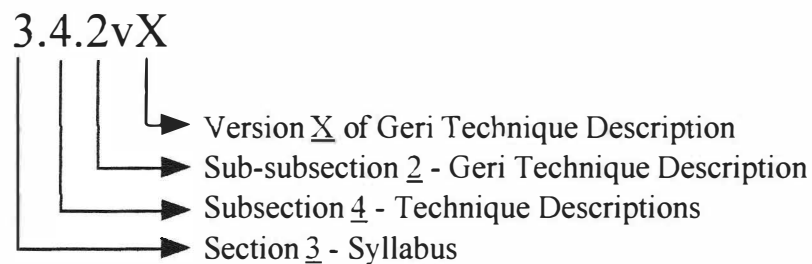 3.4.2vX
Version X of Geri Technique Description
Sub-subsection 2 - Geri Technique Description
Subsection 4 - Technique Descriptions
Section 3 - Syllabus